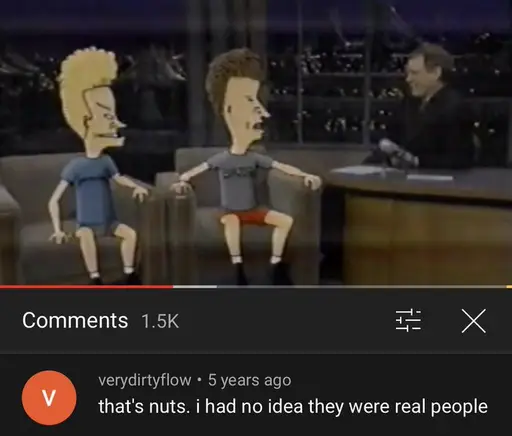 Comments 1.5K
V
verydirtyflow • 5 years ago
that's nuts. i had no idea they were real people